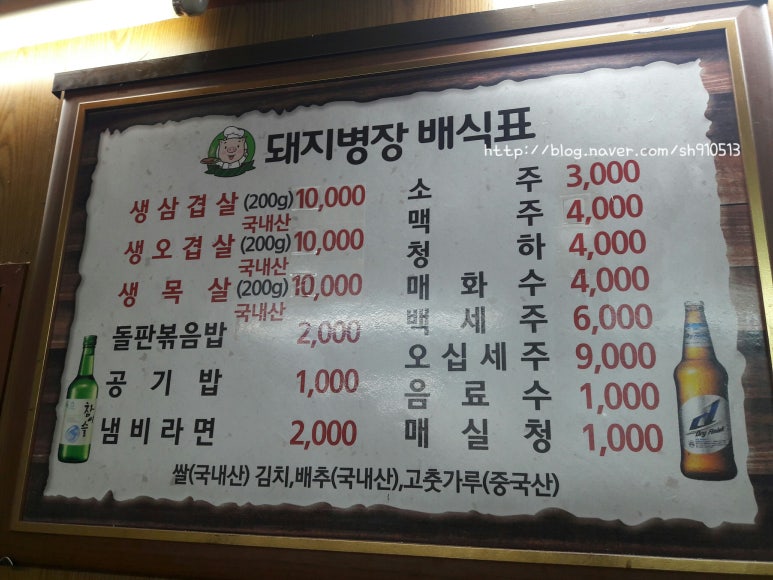 돼지병장 배식표
http://blog.naver.com/sh910513
생삼겹살 (200g) 10,000
국내산
생오겹살 (200g) 10,000
국내산
생목살 (200g) 10,000
국내산
돌판볶음밥 2,000
공기밥 1,000
냄비라면 2,000
소주 3,000
맥주 4,000
청하 4,000
매화수 4,000
백세주 6,000
오십세주 9,000
음료수 1,000
매실청 1,000
쌀(국내산) 김치,배추(국내산),고춧가루(중국산)
참이슬
d